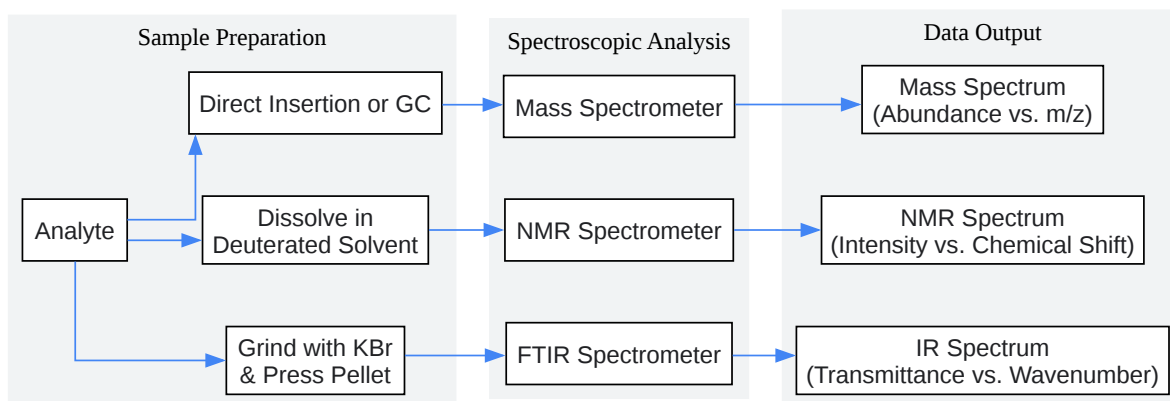 Sample Preparation
Spectroscopic Analysis
Data Output
Direct Insertion or GC
Mass Spectrometer
Mass Spectrum
(Abundance vs. m/z)
Analyte
Dissolve in
Deuterated Solvent
NMR Spectrometer
NMR Spectrum
(Intensity vs. Chemical Shift)
Grind with KBr
& Press Pellet
FTIR Spectrometer
IR Spectrum
(Transmittance vs. Wavenumber)